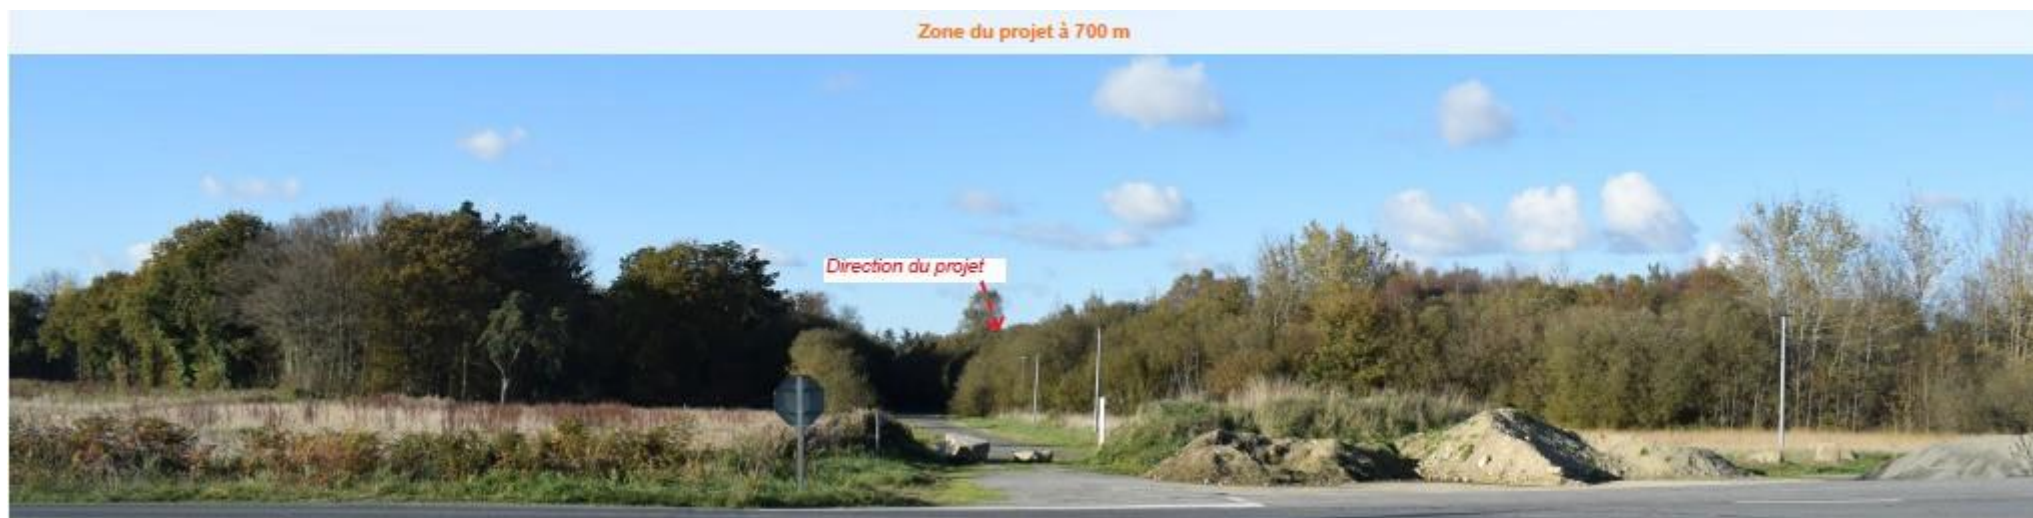 Zone du projet à 700 m
Direction du projet